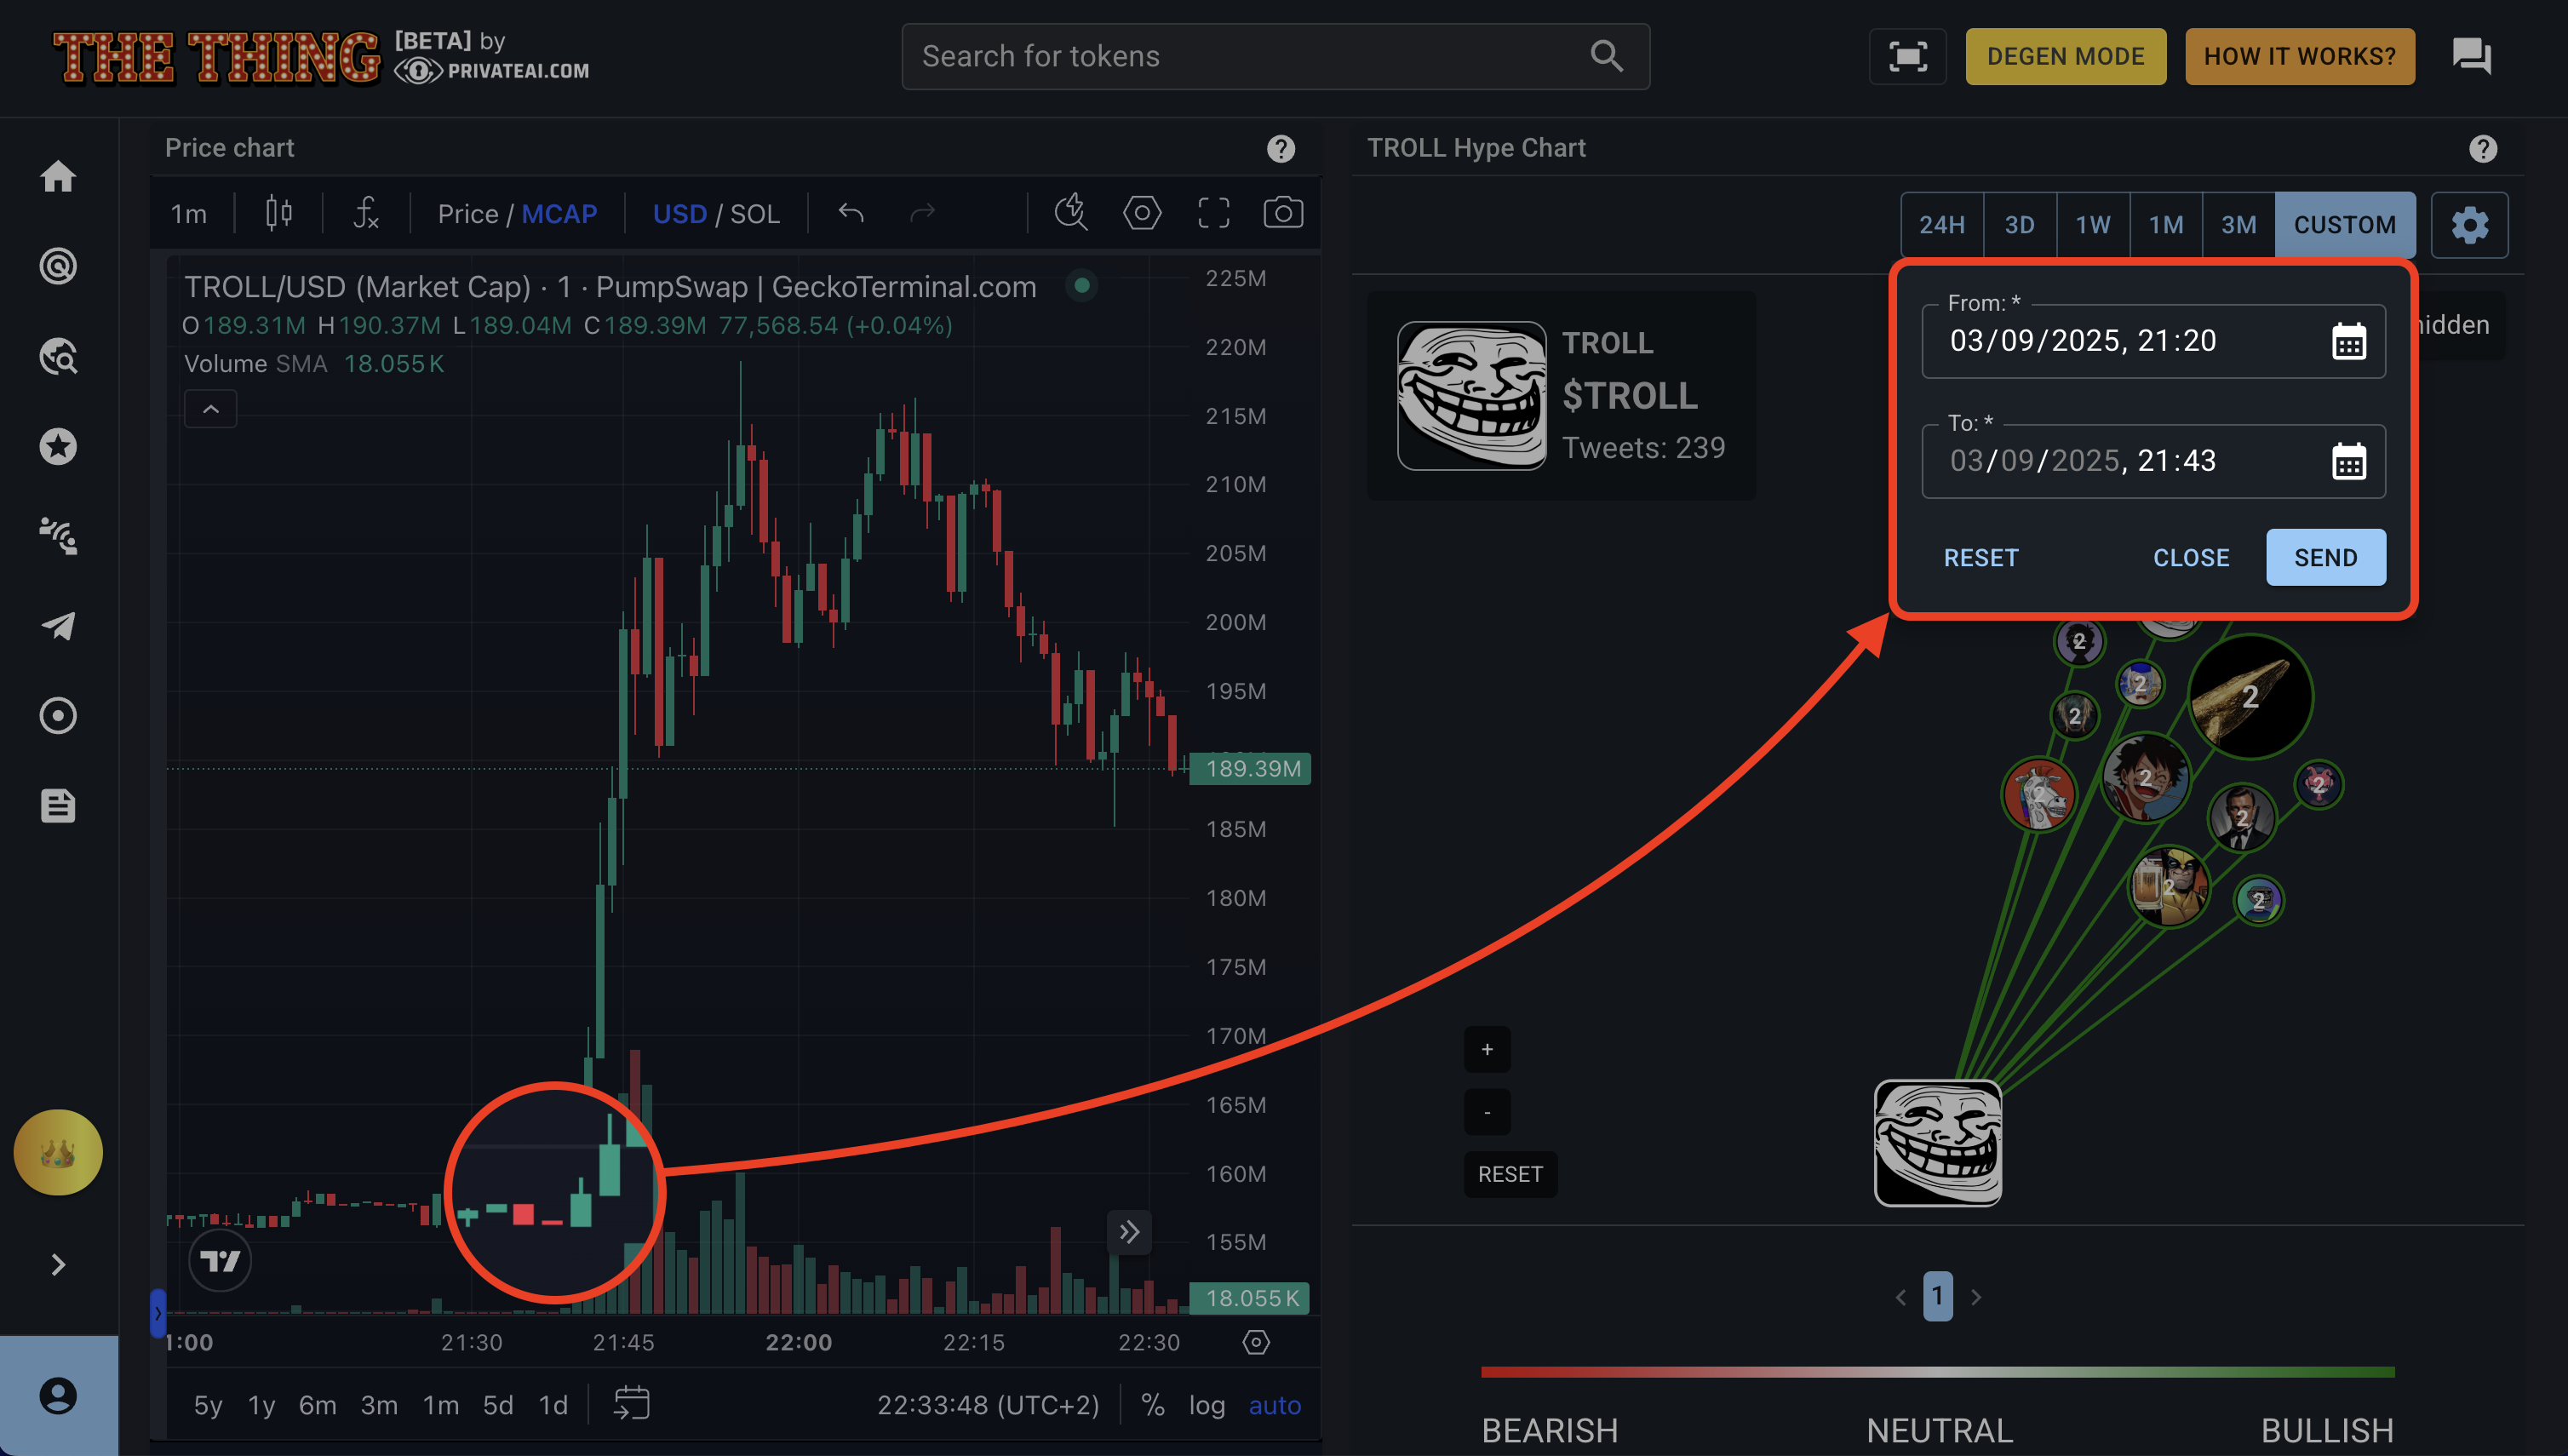 THE THING [BETA] by
PRIVATEAI.COM
Search for tokens
DEGEN MODE
HOW IT WORKS?
Price chart
1m
Price / MCAP
USD / SOL
TROLL/USD (Market Cap) · 1 · PumpSwap | GeckoTerminal.com
O189.31M H190.37M L189.04M C189.39M 77,568.54 (+0.04%)
Volume SMA 18.055K
225M
220M
215M
210M
205M
200M
195M
189.39M
185M
180M
175M
170M
165M
160M
155M
18.055K
1:00
21:30
21:45
22:00
22:15
22:30
5y 1y 6m 3m 1m 5d 1d
22:33:48 (UTC+2)
% log auto
TROLL Hype Chart
24H 3D 1W 1M 3M CUSTOM
TROLL
$TROLL
Tweets: 239
From: *
03/09/2025, 21:20
To: *
03/09/2025, 21:43
RESET CLOSE SEND
hidden
2
2
2
2
2
2
2
2
2
2
+
-
RESET
1
BEARISH NEUTRAL BULLISH